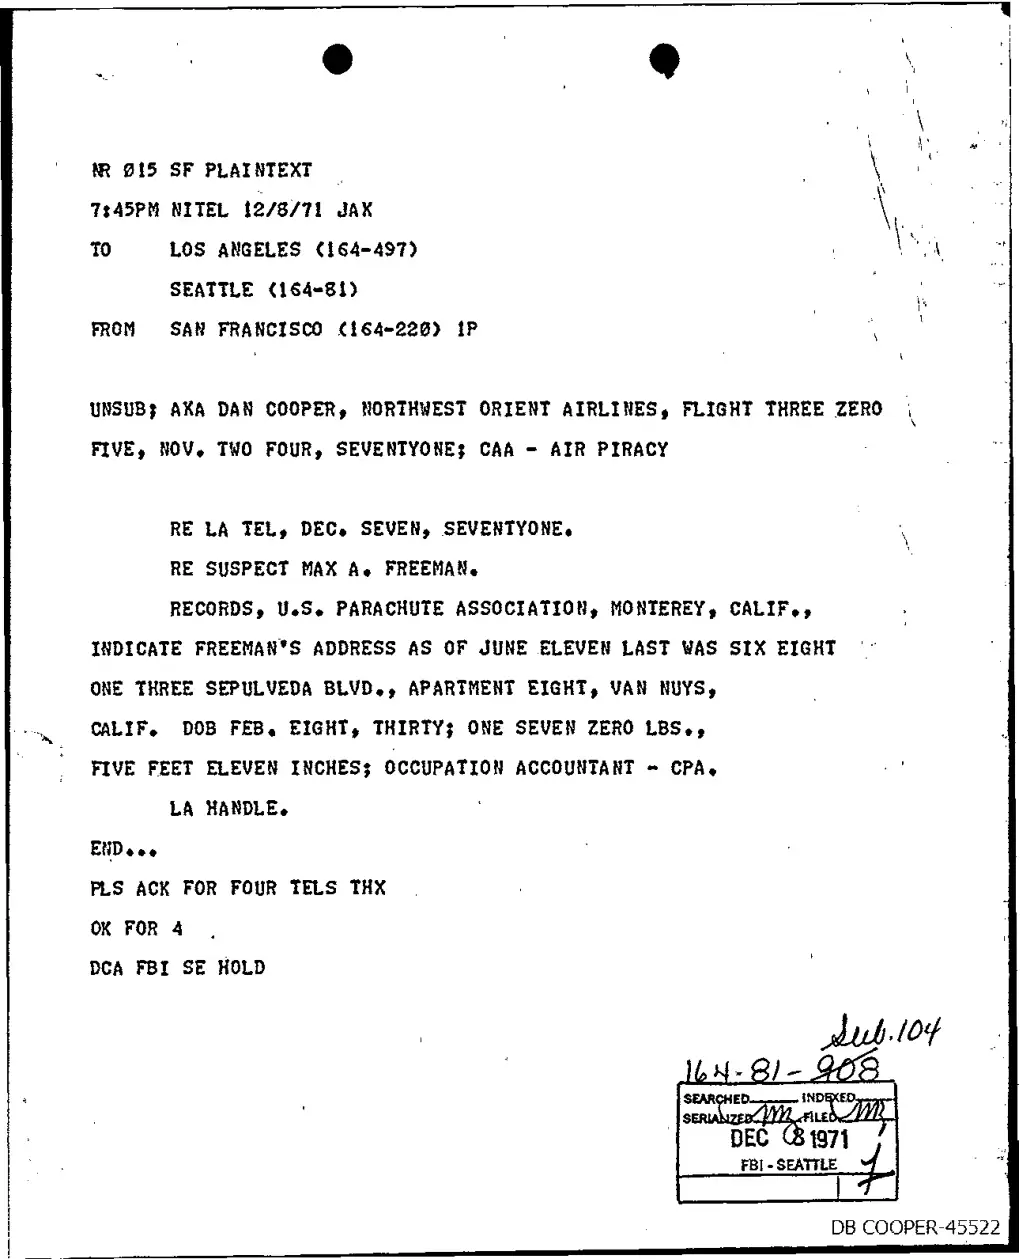 NR 015 SF PLAINTEXT
7:45PM NITEL 12/8/71 JAK
TO LOS ANGELES (164-497)
SEATTLE (164-81)
FROM SAN FRANCISCO (164-220) 1P
UNSUB; AKA DAN COOPER, NORTHWEST ORIENT AIRLINES, FLIGHT THREE ZERO
FIVE, NOV. TWO FOUR, SEVENTYONE; CAA - AIR PIRACY
RE LA TEL, DEC. SEVEN, SEVENTYONE.
RE SUSPECT MAX A. FREEMAN.
RECORDS, U.S. PARACHUTE ASSOCIATION, MONTEREY, CALIF.,
INDICATE FREEMAN'S ADDRESS AS OF JUNE ELEVEN LAST WAS SIX EIGHT
ONE THREE SEPULVEDA BLVD., APARTMENT EIGHT, VAN NUYS,
CALIF. DOB FEB. EIGHT, THIRTY; ONE SEVEN ZERO LBS.,
FIVE FEET ELEVEN INCHES; OCCUPATION ACCOUNTANT - CPA.
LA HANDLE.
END...
PLS ACK FOR FOUR TELS THX
OK FOR 4
DCA FBI SE HOLD
Sub. 104
164-81-908
SEARCHED INDEXED
SERIALIZED FILED
DEC 8 1971
FBI - SEATTLE
DB COOPER-45522